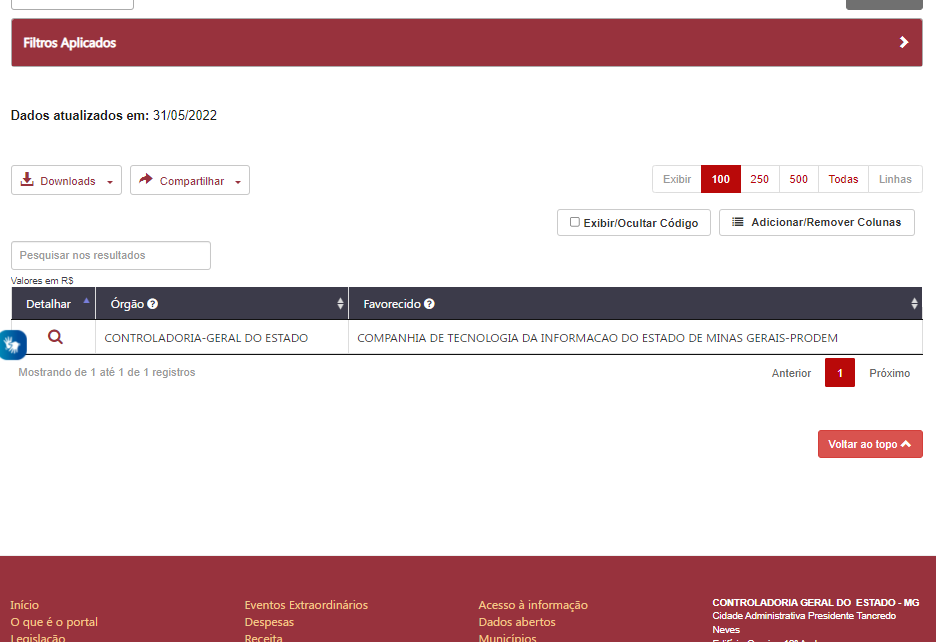 Filtros Aplicados
Dados atualizados em: 31/05/2022
Downloads Compartilhar Exibir 100 250 500 Todas Linhas
Exibir/Ocultar Código Adicionar/Remover Colunas
Pesquisar nos resultados
Valores em R$
Detalhar Órgão ? Favorecido ?
CONTROLADORIA-GERAL DO ESTADO COMPANHIA DE TECNOLOGIA DA INFORMACAO DO ESTADO DE MINAS GERAIS-PRODEM
Mostrando de 1 até 1 de 1 registros Anterior 1 Próximo
Voltar ao topo
Início Eventos Extraordinários Acesso à informação CONTROLADORIA GERAL DO ESTADO - MG
O que é o portal Despesas Dados abertos Cidade Administrativa Presidente Tancredo
Neves
Legislação Receita Municípios